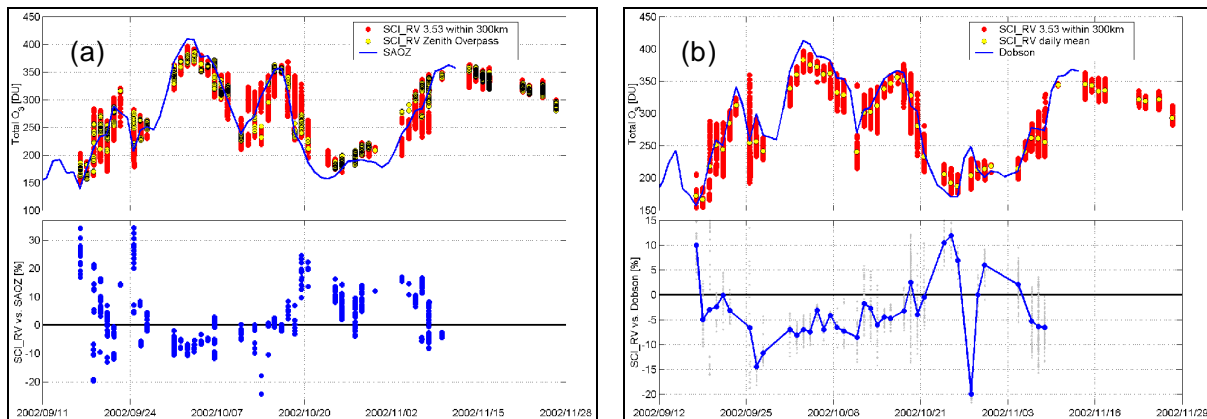 (a)
SCI_RV 3.53 within 300km
SCI_RV Zenith Overpass
SAOZ
Total O3 [DU]
450
400
350
300
250
200
150
100
SCI_RV vs. SAOZ [%]
30
20
10
0
-10
-20
2002/09/11 2002/09/24 2002/10/07 2002/10/20 2002/11/02 2002/11/15 2002/11/28
(b)
SCI_RV 3.53 within 300km
SCI_RV daily mean
Dobson
Total O3 [DU]
450
400
350
300
250
200
150
SCI_RV vs. Dobson [%]
15
10
5
0
-5
-10
-15
-20
2002/09/12 2002/09/25 2002/10/08 2002/10/21 2002/11/03 2002/11/16 2002/11/29